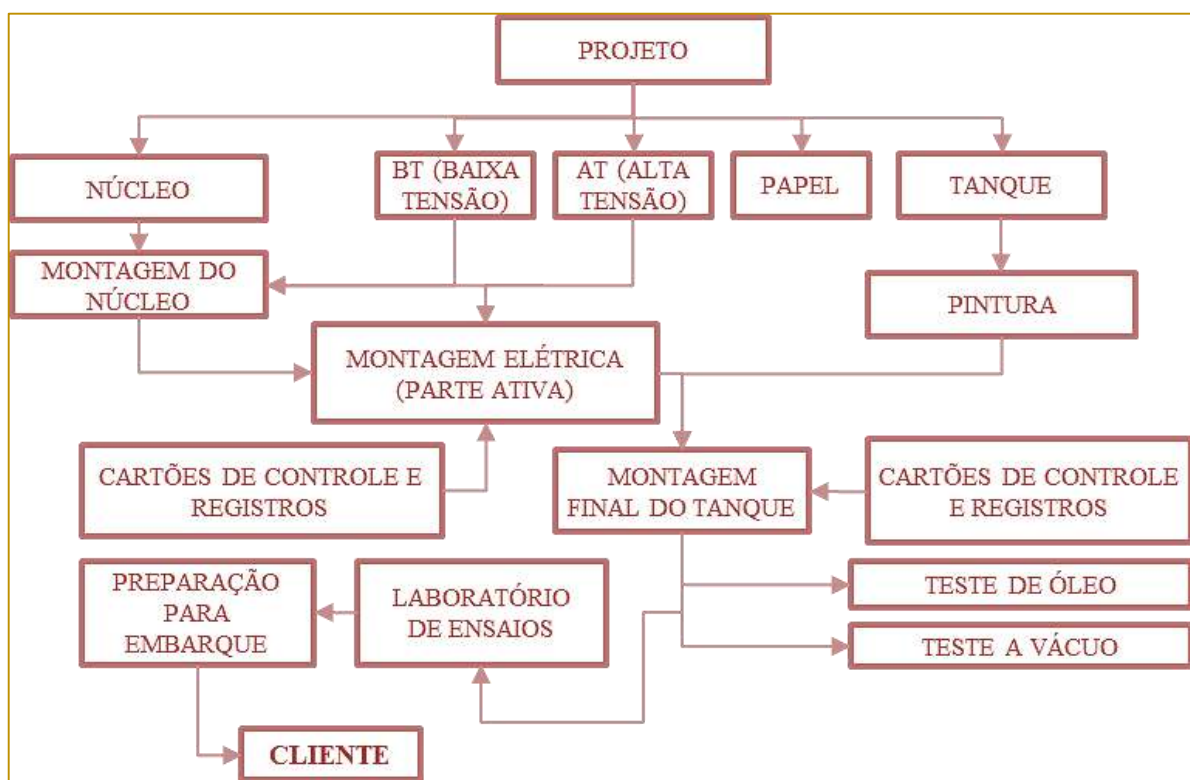 PROJETO
NÚCLEO
BT (BAIXA
TENSÃO)
AT (ALTA
TENSÃO)
PAPEL
TANQUE
MONTAGEM DO
NÚCLEO
PINTURA
MONTAGEM ELÉTRICA
(PARTE ATIVA)
CARTÕES DE CONTROLE E
REGISTROS
MONTAGEM
FINAL DO TANQUE
CARTÕES DE CONTROLE
E REGISTROS
PREPARAÇÃO
PARA
EMBARQUE
LABORATÓRIO
DE ENSAIOS
TESTE DE ÓLEO
TESTE A VÁCUO
CLIENTE